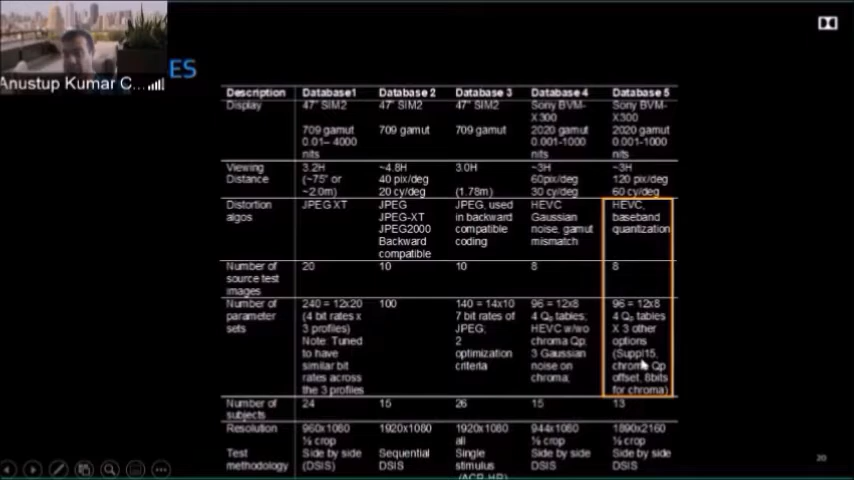 Anustup Kumar C...
ES
Description Database1 Database 2 Database 3 Database 4 Database 5
Display 47" SIM2 47" SIM2 47" SIM2 Sony BVM- Sony BVM-
X300 X300
709 gamut 709 gamut 709 gamut 2020 gamut 2020 gamut
0.01– 4000 0.001-1000 0.001-1000
nits nits nits
Viewing 3.2H ~4.8H 3.0H ~3H ~3H
Distance (~75" or 40 pix/deg 60pix/deg 120 pix/deg
~2.0m) 20 cy/deg (1.78m) 30 cy/deg 60 cy/deg
Distortion JPEG XT JPEG JPEG, used HEVC HEVC,
algos JPEG-XT in backward Gaussian baseband
JPEG2000 compatible noise, gamut quantization
Backward coding mismatch
compatible
Number of 20 10 10 8 8
source test
images
Number of 240 = 12x20 100 140 = 14x10 96 = 12x8 96 = 12x8
parameter (4 bit rates x 7 bit rates of 4 Qp tables; 4 Qp tables
sets 3 profiles) JPEG; HEVC w/wo X 3 other
Note: Tuned 2 chroma Qp; options
to have optimization 3 Gaussian (Suppl15,
similar bit criteria noise on chroma Qp
rates across chroma; offset, 8bits
the 3 profiles for chroma)
Number of 24 15 26 15 13
subjects
Resolution 960x1080 1920x1080 1920x1080 944x1080 1890x2160
½ crop all ½ crop ½ crop
Test Side by side Sequential Single Side by side Side by side
methodology (DSIS) DSIS stimulus DSIS DSIS
(ACR-HR)
20